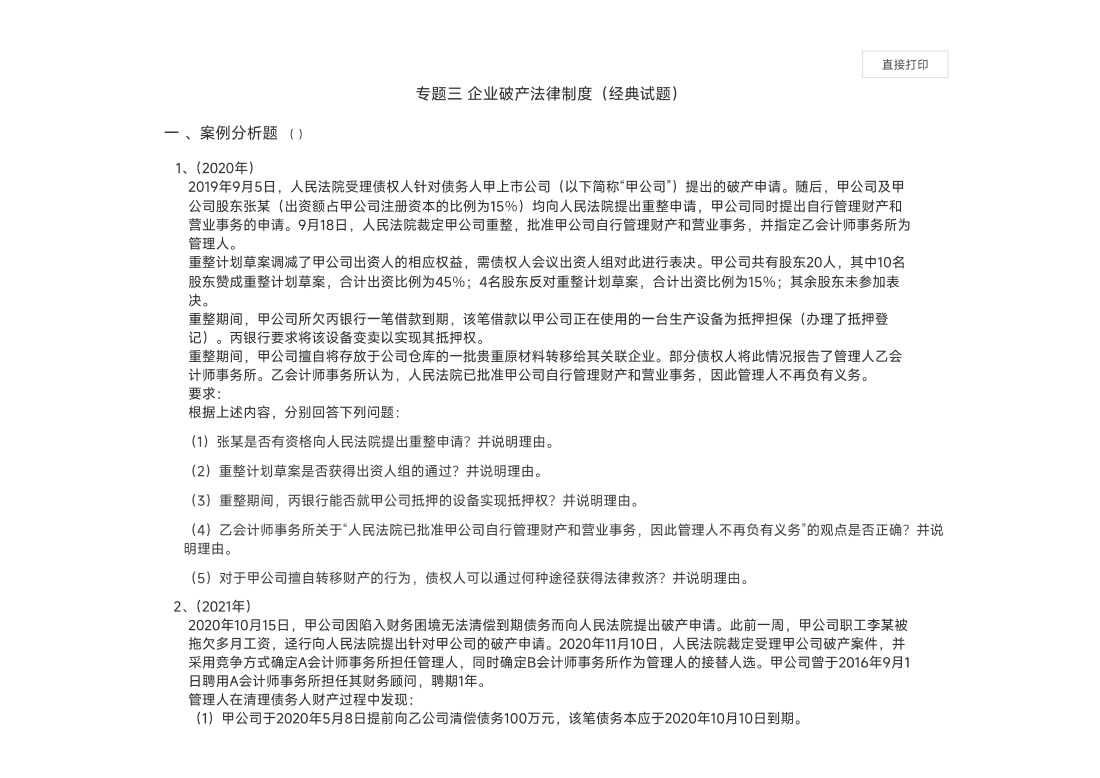 直接打印
专题三 企业破产法律制度（经典试题）
一 、案例分析题 （ ）
1、(2020年)
2019年9月5日，人民法院受理债权人针对债务人甲上市公司（以下简称“甲公司”）提出的破产申请。随后，甲公司及甲
公司股东张某（出资额占甲公司注册资本的比例为15%）均向人民法院提出重整申请，甲公司同时提出自行管理财产和
营业事务的申请。9月18日，人民法院裁定甲公司重整，批准甲公司自行管理财产和营业事务，并指定乙会计师事务所为
管理人。
重整计划草案调减了甲公司出资人的相应权益，需债权人会议出资人组对此进行表决。甲公司共有股东20人，其中10名
股东赞成重整计划草案，合计出资比例为45%；4名股东反对重整计划草案，合计出资比例为15%；其余股东未参加表
决。
重整期间，甲公司所欠丙银行一笔借款到期，该笔借款以甲公司正在使用的一台生产设备为抵押担保（办理了抵押登
记）。丙银行要求将该设备变卖以实现其抵押权。
重整期间，甲公司擅自将存放于公司仓库的一批贵重原材料转移给其关联企业。部分债权人将此情况报告了管理人乙会
计师事务所。乙会计师事务所认为，人民法院已批准甲公司自行管理财产和营业事务，因此管理人不再负有义务。
要求：
根据上述内容，分别回答下列问题：
（1）张某是否有资格向人民法院提出重整申请？并说明理由。
（2）重整计划草案是否获得出资人组的通过？并说明理由。
（3）重整期间，丙银行能否就甲公司抵押的设备实现抵押权？并说明理由。
（4）乙会计师事务所关于“人民法院已批准甲公司自行管理财产和营业事务，因此管理人不再负有义务”的观点是否正确？并说
明理由。
（5）对于甲公司擅自转移财产的行为，债权人可以通过何种途径获得法律救济？并说明理由。
2、(2021年)
2020年10月15日，甲公司因陷入财务困境无法清偿到期债务而向人民法院提出破产申请。此前一周，甲公司职工李某被
拖欠多月工资，迳行向人民法院提出针对甲公司的破产申请。2020年11月10日，人民法院裁定受理甲公司破产案件，并
采用竞争方式确定A会计师事务所担任管理人，同时确定B会计师事务所作为管理人的接替人选。甲公司曾于2016年9月1
日聘用A会计师事务所担任其财务顾问，聘期1年。
管理人在清理债务人财产过程中发现：
（1）甲公司于2020年5月8日提前向乙公司清偿债务100万元，该笔债务本应于2020年10月10日到期。